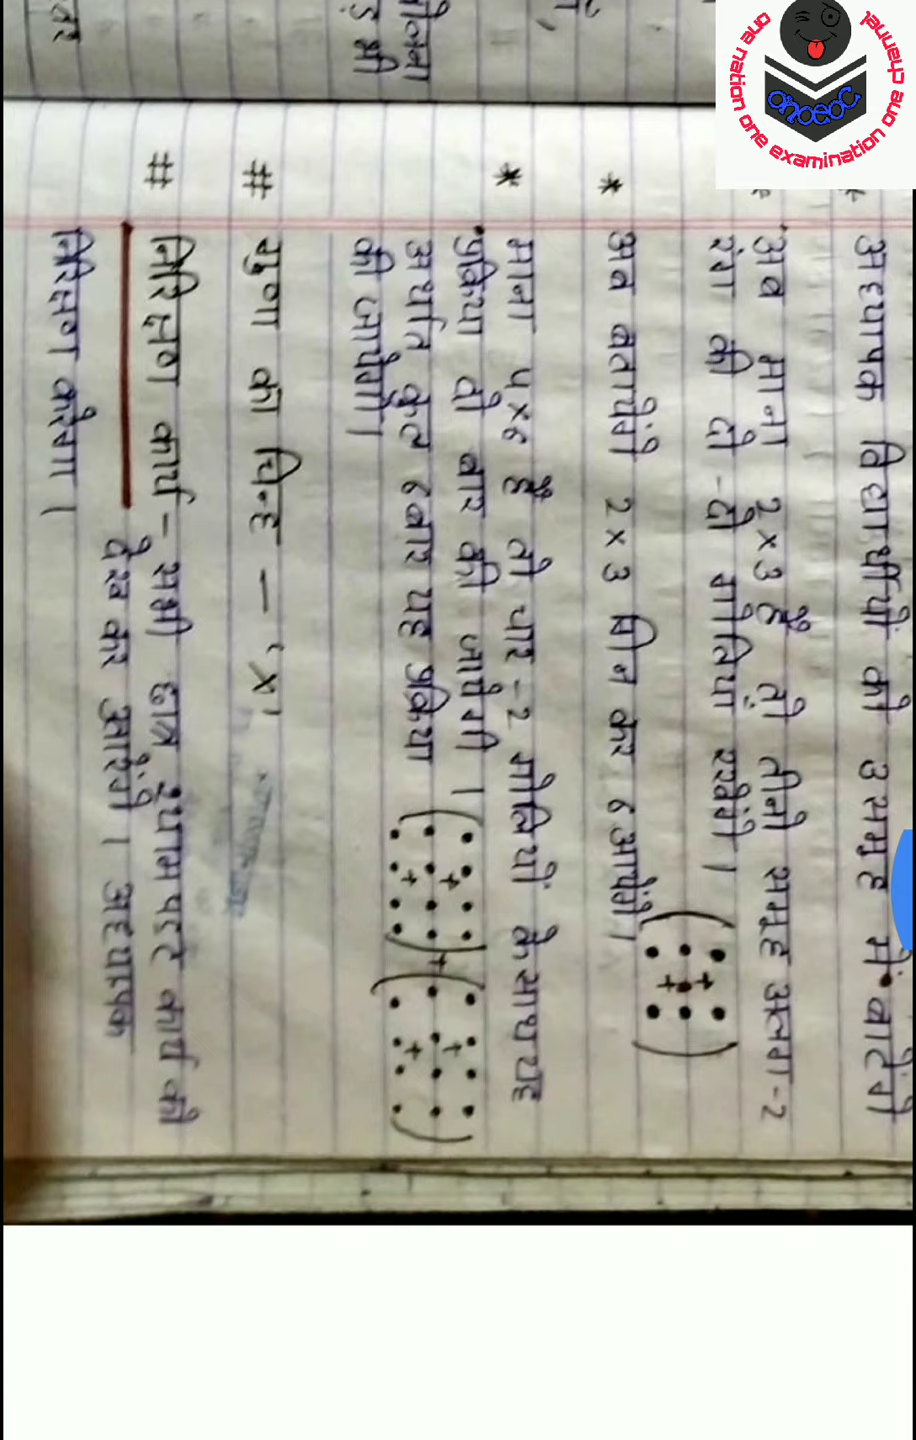 one nation one examination one channel
onoeoc
* अध्यापक विद्यार्थीयों को 3 समुह में बाटेंगे
* अब माना 2×3 हैं तो तीनो समुह अलग-2
रंग की दो-दो गोलिया रखेंगे।
* अब बतायेंगे 2×3 गिन कर 6 आयेंगे।
* माना 4×6 हैं तो चार-2 गोलियों के साथ यह
प्रकिया दो बार की जायेगी।
अर्थात कुल 6 बार यह प्रकिया
की जायेगी।
# गुणा का चिन्ह – 'x'
# निरिक्षण कार्य – सभी छात्र श्यामपट्ट कार्य को
देख कर उतारेंगे। अध्यापक
निरिक्षण करेगा।